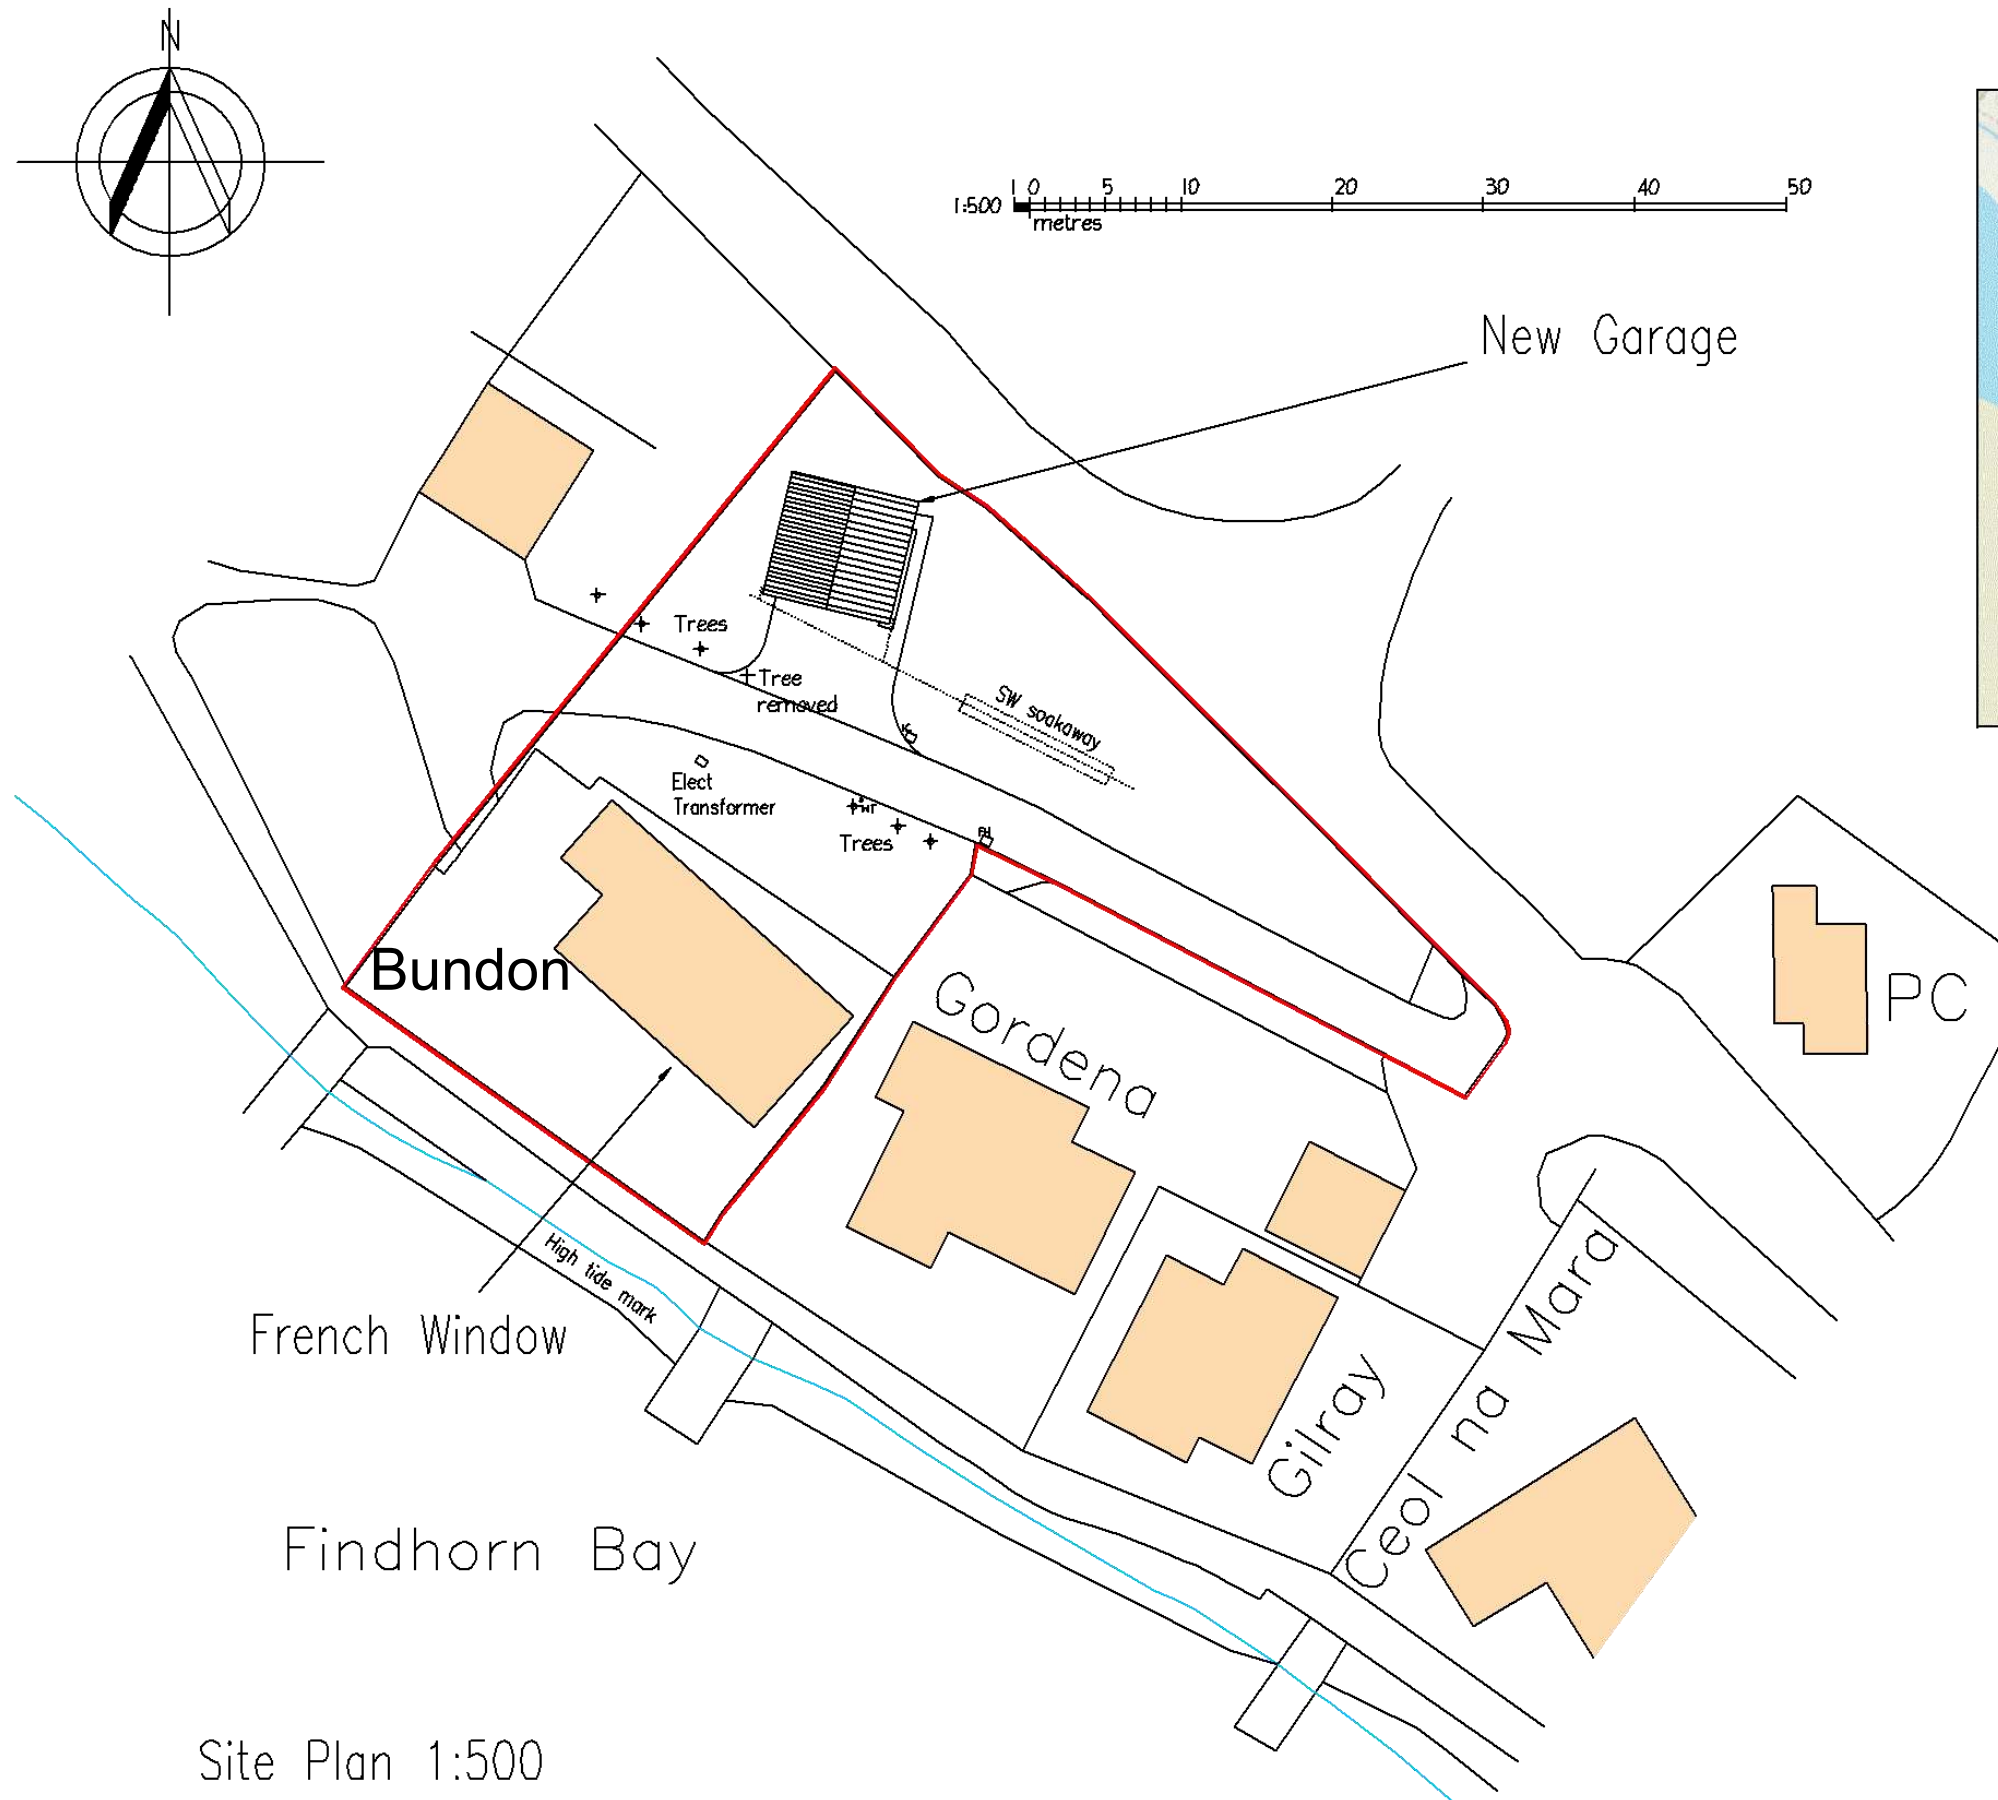 N
1:500
1 0 5 10 20 30 40 50
metres
New Garage
Trees
Tree
removed
SW soakaway
Elect
Transformer
Trees
Bundon
Gordena
PC
High tide mark
French Window
Gilray
Ceol na Mara
Findhorn Bay
Site Plan 1:500